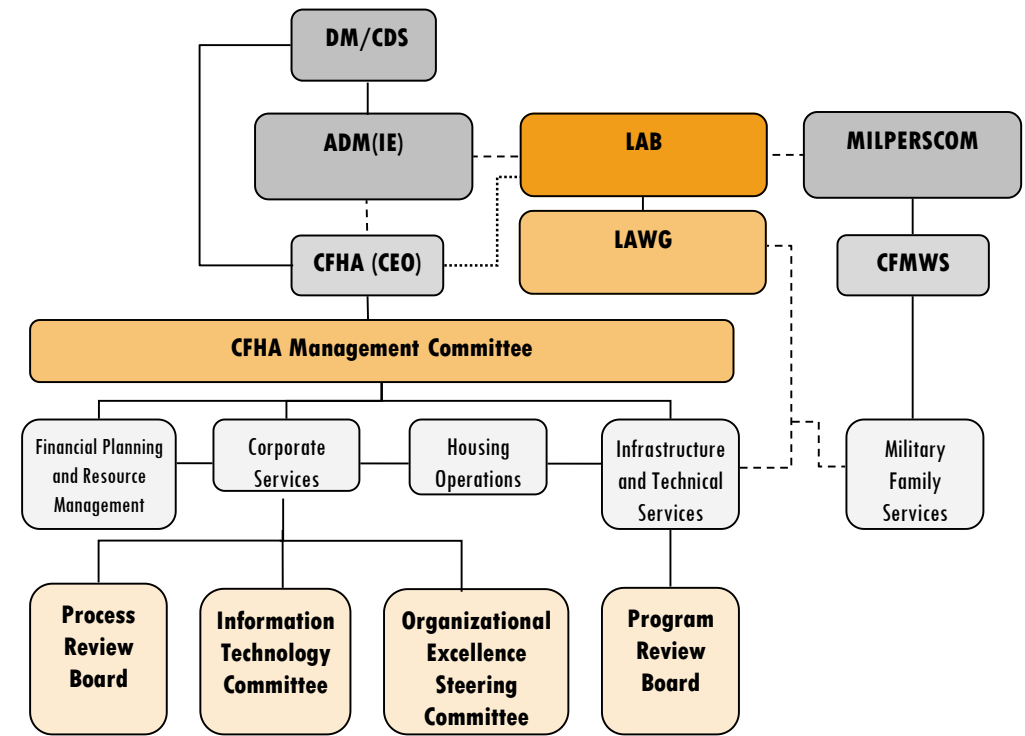 DM/CDS
ADM(IE)
LAB
MILPERSCOM
CFHA (CEO)
LAWG
CFMWS
CFHA Management Committee
Financial Planning
and Resource
Management
Corporate
Services
Housing
Operations
Infrastructure
and Technical
Services
Military
Family
Services
Process
Review
Board
Information
Technology
Committee
Organizational
Excellence
Steering
Committee
Program
Review
Board